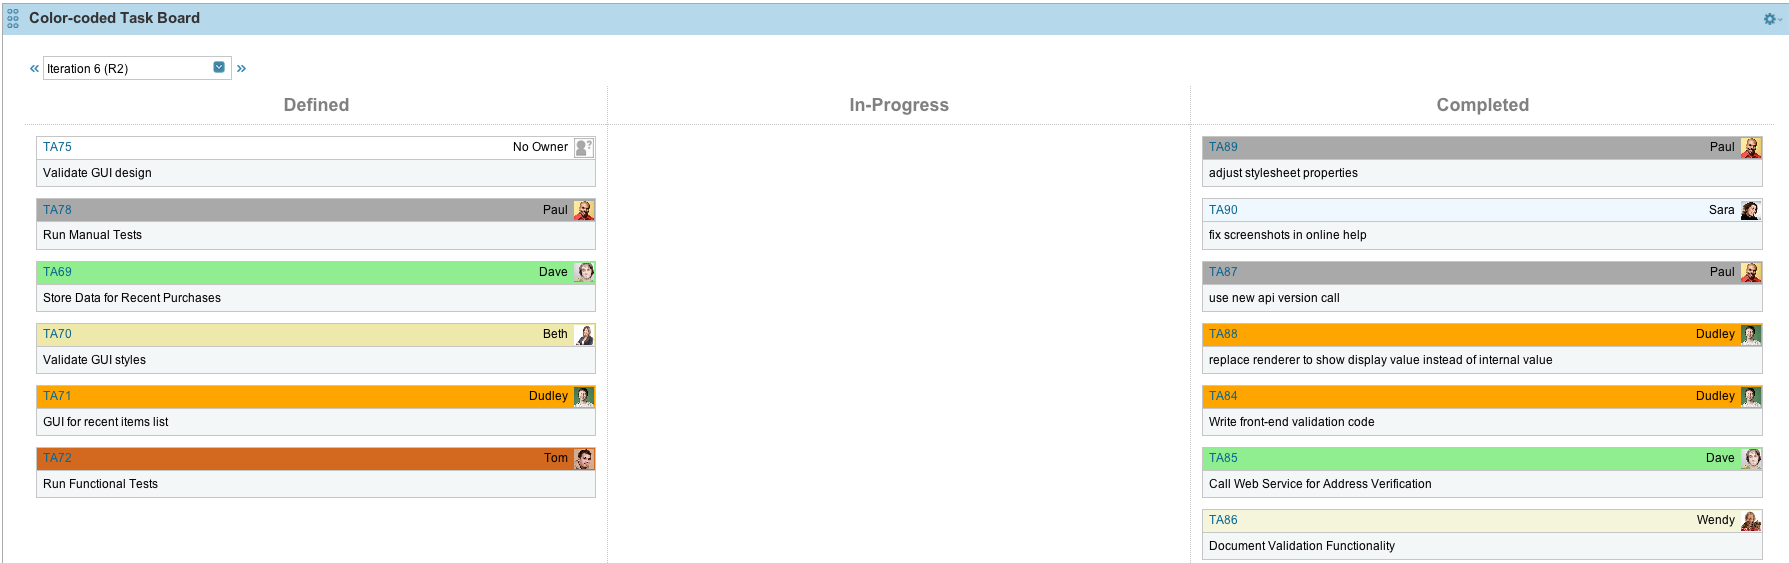 Color-coded Task Board
« Iteration 6 (R2) »
Defined
In-Progress
Completed
TA75 No Owner
Validate GUI design
TA78 Paul
Run Manual Tests
TA69 Dave
Store Data for Recent Purchases
TA70 Beth
Validate GUI styles
TA71 Dudley
GUI for recent items list
TA72 Tom
Run Functional Tests
TA89 Paul
adjust stylesheet properties
TA90 Sara
fix screenshots in online help
TA87 Paul
use new api version call
TA88 Dudley
replace renderer to show display value instead of internal value
TA84 Dudley
Write front-end validation code
TA85 Dave
Call Web Service for Address Verification
TA86 Wendy
Document Validation Functionality